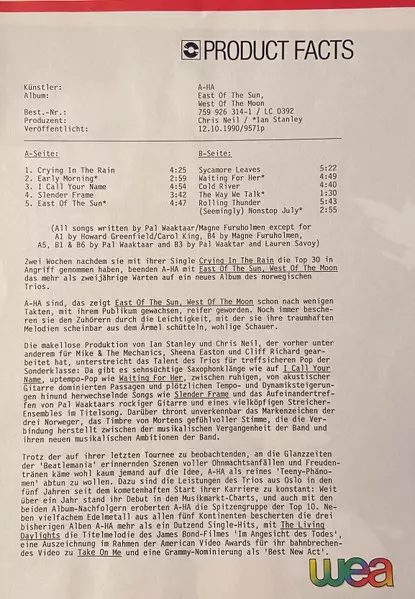 PRODUCT FACTS
Künstler: A-HA
Album: East Of The Sun,
West Of The Moon
Best.-Nr.: 759 926 314-1 / LC 0392
Produzent: Chris Neil / *Ian Stanley
Veröffentlicht: 12.10.1990/9571p
A-Seite: B-Seite:
1. Crying In The Rain 4:25 Sycamore Leaves 5:22
2. Early Morning* 2:59 Waiting For Her* 4:49
3. I Call Your Name 4:54 Cold River 4:40
4. Slender Frame 3:42 The Way We Talk* 1:30
5. East Of The Sun* 4:47 Rolling Thunder 5:43
(Seemingly) Nonstop July* 2:55
(All songs written by Pal Waaktaar/Magne Furuholmen except for
A1 by Howard Greenfield/Carol King, B4 by Magne Furuholmen,
A5, B1 & B6 by Pal Waaktaar and B3 by Pal Waaktar and Lauren Savoy)
Zwei Wochen nachdem sie mit ihrer Single Crying In The Rain die Top 30 in
Angriff genommen haben, beenden A-HA mit East Of The Sun, West Of The Moon
das mehr als zweijährige Warten auf ein neues Album des norwegischen
Trios.
A-HA sind, das zeigt East Of The Sun, West Of The Moon schon nach wenigen
Takten, mit ihrem Publikum gewachsen, reifer geworden. Noch immer besche-
ren sie den Zuhörern durch die Leichtigkeit, mit der sie ihre traumhaften
Melodien scheinbar aus dem Ärmel schütteln, wohlige Schauer.
Die makellose Produktion von Ian Stanley und Chris Neil, der vorher unter
anderem für Mike & The Mechanics, Sheena Easton und Cliff Richard gear-
beitet hat, unterstreicht das Talent des Trios für treffsicheren Pop der
Sonderklasse: Da gibt es sehnsüchtige Saxophonklänge wie auf I Call Your
Name, uptempo-Pop wie Waiting For Her, zwischen ruhigen, von akustischer
Gitarre dominierten Passagen und plötzlichen Tempo- und Dynamiksteigerun-
gen hin und herwechselnde Songs wie Slender Frame und das Aufeinandertref-
fen von Pal Waaktars rockiger Gitarre und eines vielköpfigen Streicher-
Ensembles im Titelsong. Darüber thront unverkennbar das Markenzeichen der
drei Norweger, das Timbre von Mortens gefühlvoller Stimme, die die Ver-
bindung herstellt zwischen der musikalischen Vergangenheit der Band und
ihren neuen musikalischen Ambitionen der Band.
Trotz der auf ihrer letzten Tournee zu beobachtenden, an die Glanzzeiten
der 'Beatlemania' erinnernden Szenen voller Ohnmachtsanfällen und Freuden-
tränen käme wohl kaum jemand auf die Idee, A-HA als reines 'Teeny-Phäno-
men' abtun zu wollen. Dazu sind die Leistungen des Trios aus Oslo in den
fünf Jahren seit dem kometenhaften Start ihrer Karriere zu konstant: Weit
über ein Jahr stand ihr Debut in den Musikmarkt-Charts, und auch mit den
beiden Album-Nachfolgern eroberten A-HA die Spitzengruppe der Top 10. Ne-
ben vielfachem Edelmetall aus allen fünf Kontinenten bescherten die drei
bisherigen Alben A-HA mehr als ein Dutzend Single-Hits, mit The Living
Daylights die Titelmelodie des James Bond-Filmes 'Im Angesicht des Todes',
eine Auszeichnung im Rahmen der American Video Awards für ihr bahnbrechen-
des Video zu Take On Me und eine Grammy-Nominierung als 'Best New Act'.
wea